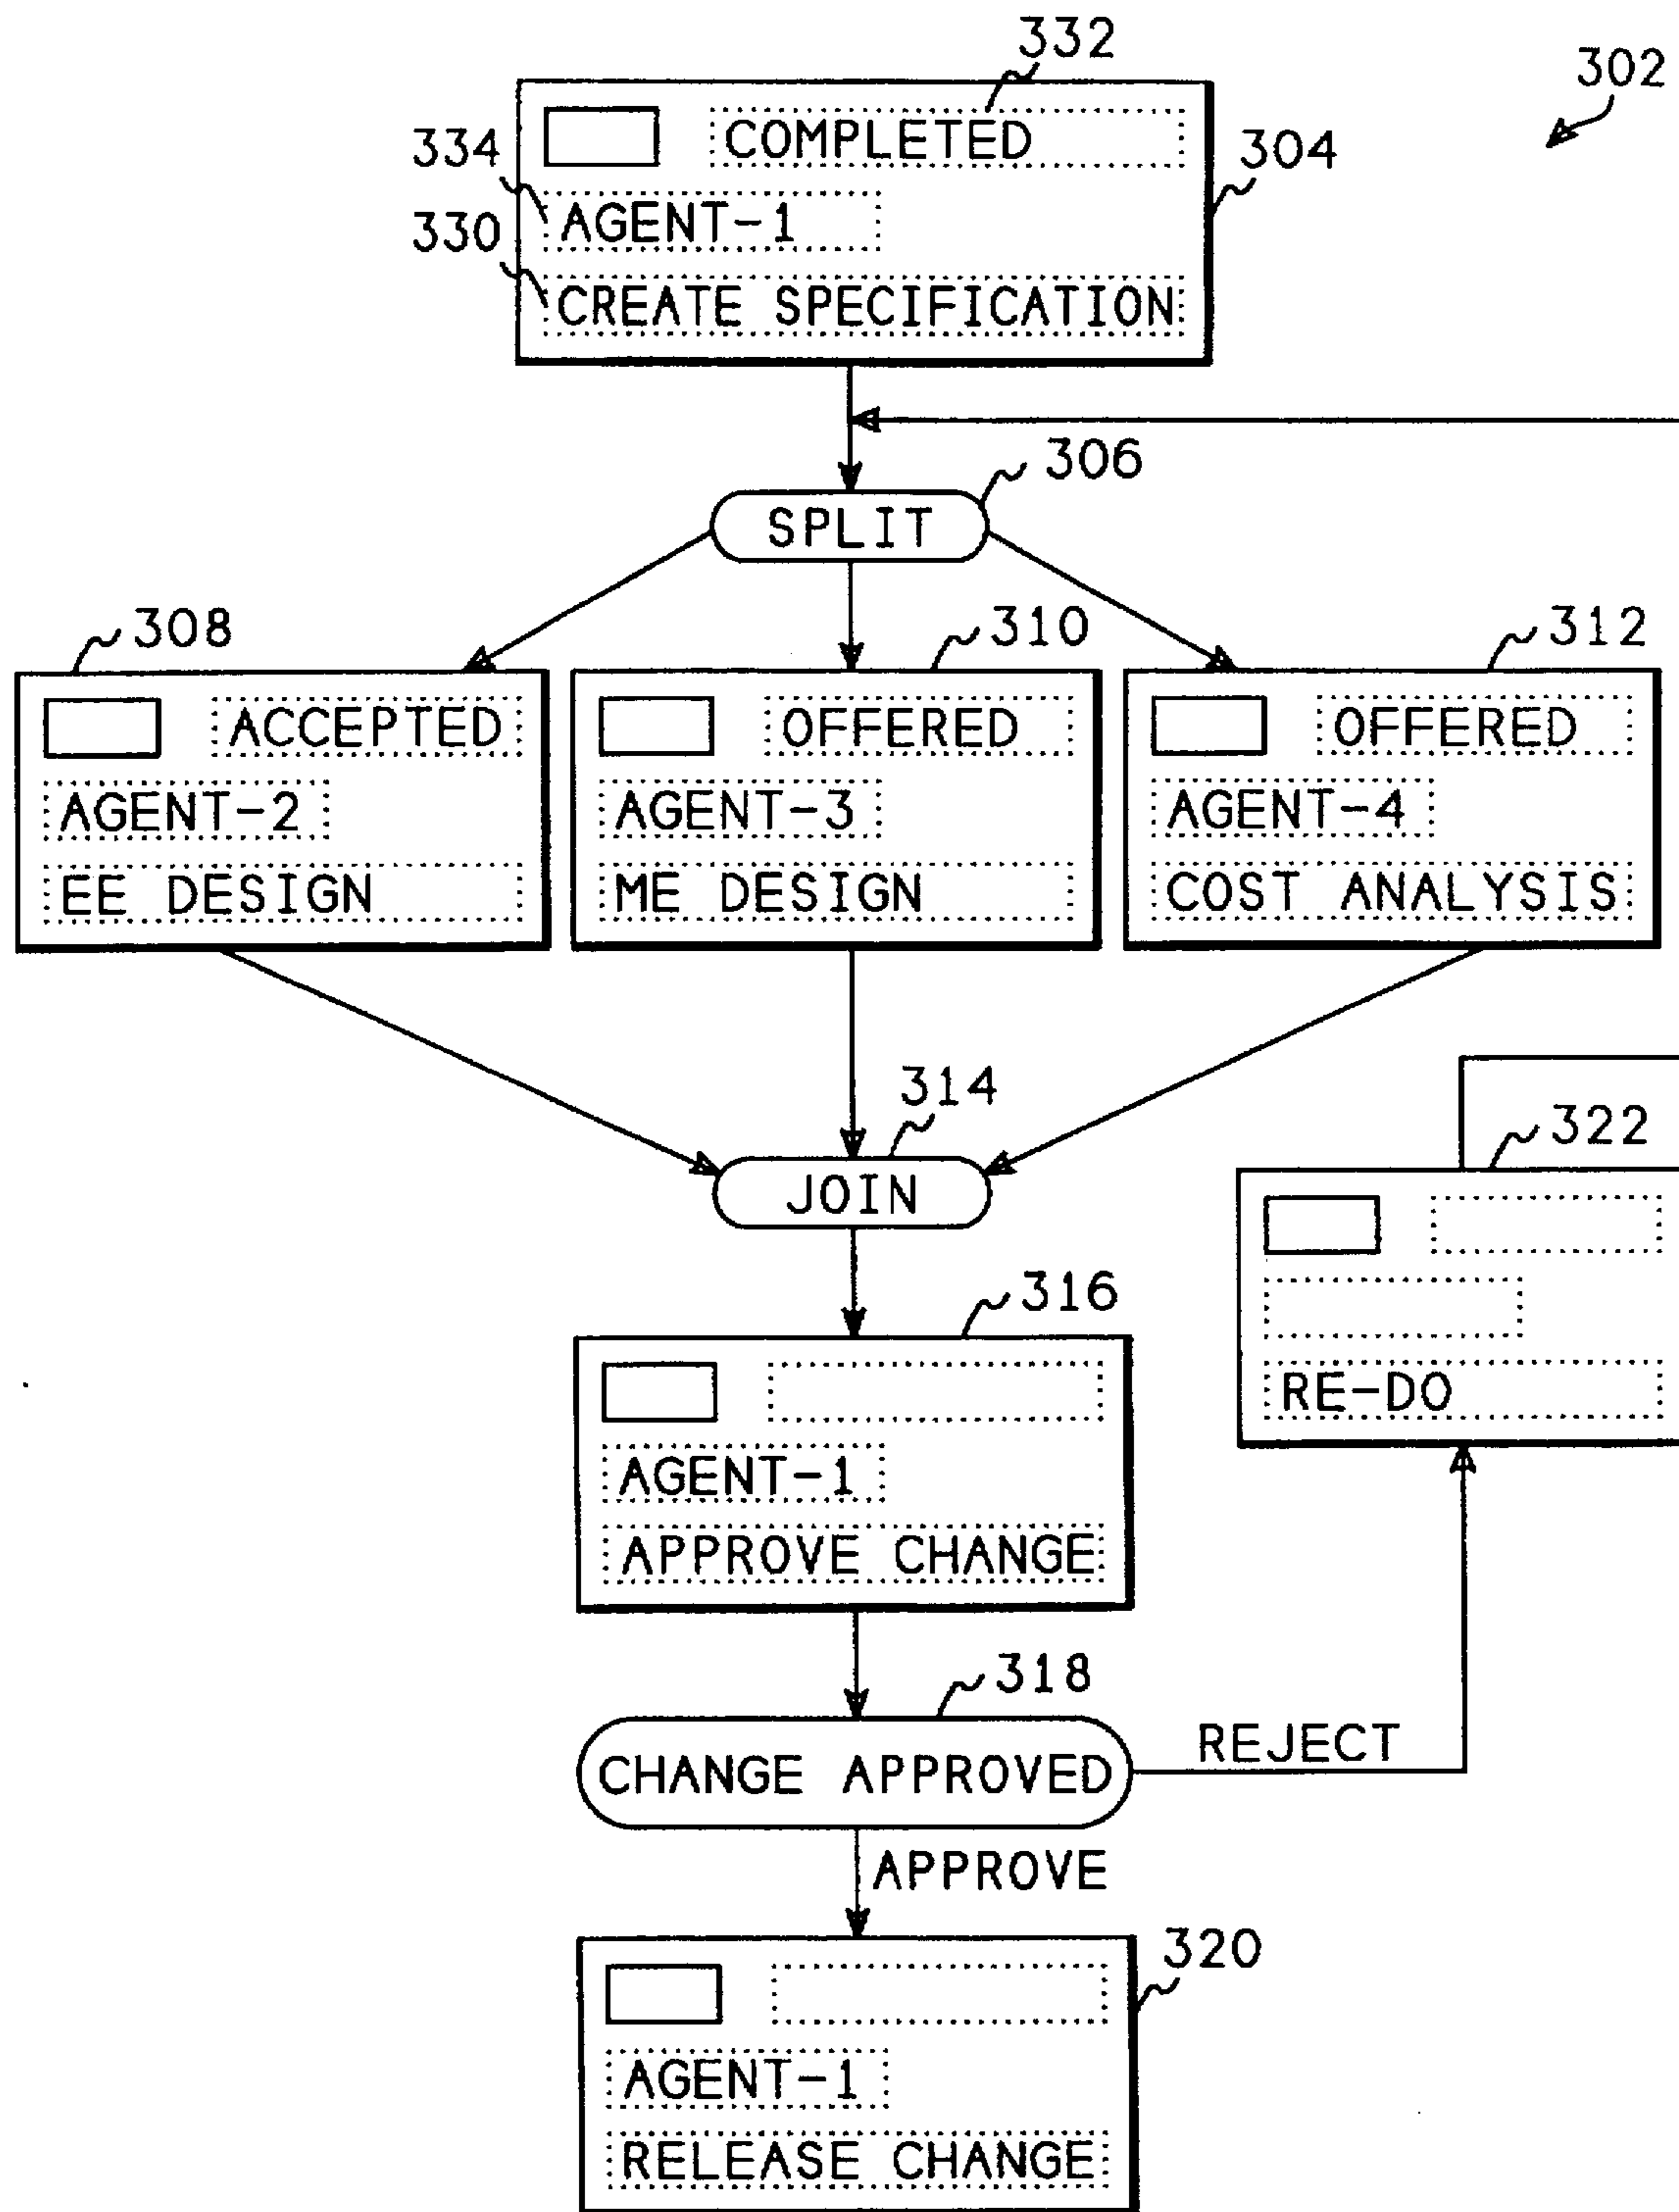 332
302
334
COMPLETED
304
AGENT-1
330
CREATE SPECIFICATION
306
SPLIT
308
310
312
ACCEPTED
OFFERED
OFFERED
AGENT-2
AGENT-3
AGENT-4
EE DESIGN
ME DESIGN
COST ANALYSIS
314
322
JOIN
316
RE-DO
AGENT-1
APPROVE CHANGE
318
REJECT
CHANGE APPROVED
APPROVE
320
AGENT-1
RELEASE CHANGE